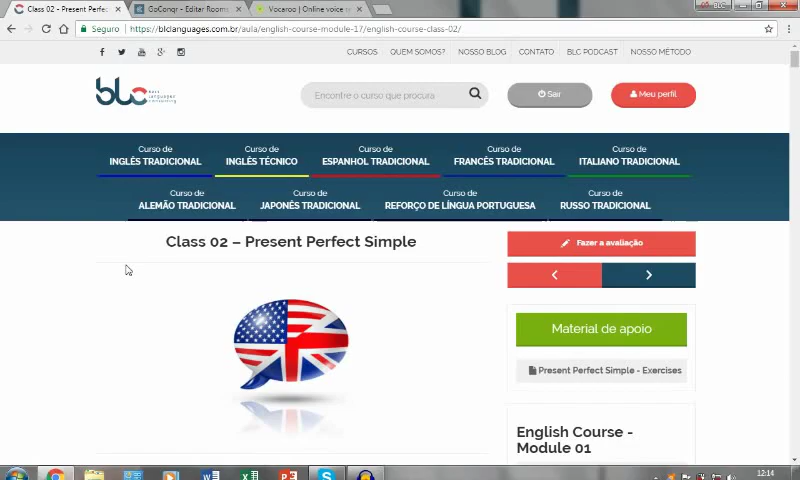 Class 02 - Present Perfe
GoConqr - Editar Room
Vocaroo | Online voice r
BLC
Seguro
https://blclanguages.com.br/aula/english-course-module-17/english-course-class-02/
CURSOS QUEM SOMOS? NOSSO BLOG CONTATO BLC PODCAST NOSSO MÉTODO
blc
Encontre o curso que procura
Sair
Meu perfil
Curso de
INGLÊS TRADICIONAL
Curso de
INGLÊS TÉCNICO
Curso de
ESPANHOL TRADICIONAL
Curso de
FRANCÊS TRADICIONAL
Curso de
ITALIANO TRADICIONAL
Curso de
ALEMÃO TRADICIONAL
Curso de
JAPONÊS TRADICIONAL
Curso de
REFORÇO DE LÍNGUA PORTUGUESA
Curso de
RUSSO TRADICIONAL
Class 02 – Present Perfect Simple
Fazer a avaliação
Material de apoio
Present Perfect Simple - Exercises
English Course -
Module 01
12:14